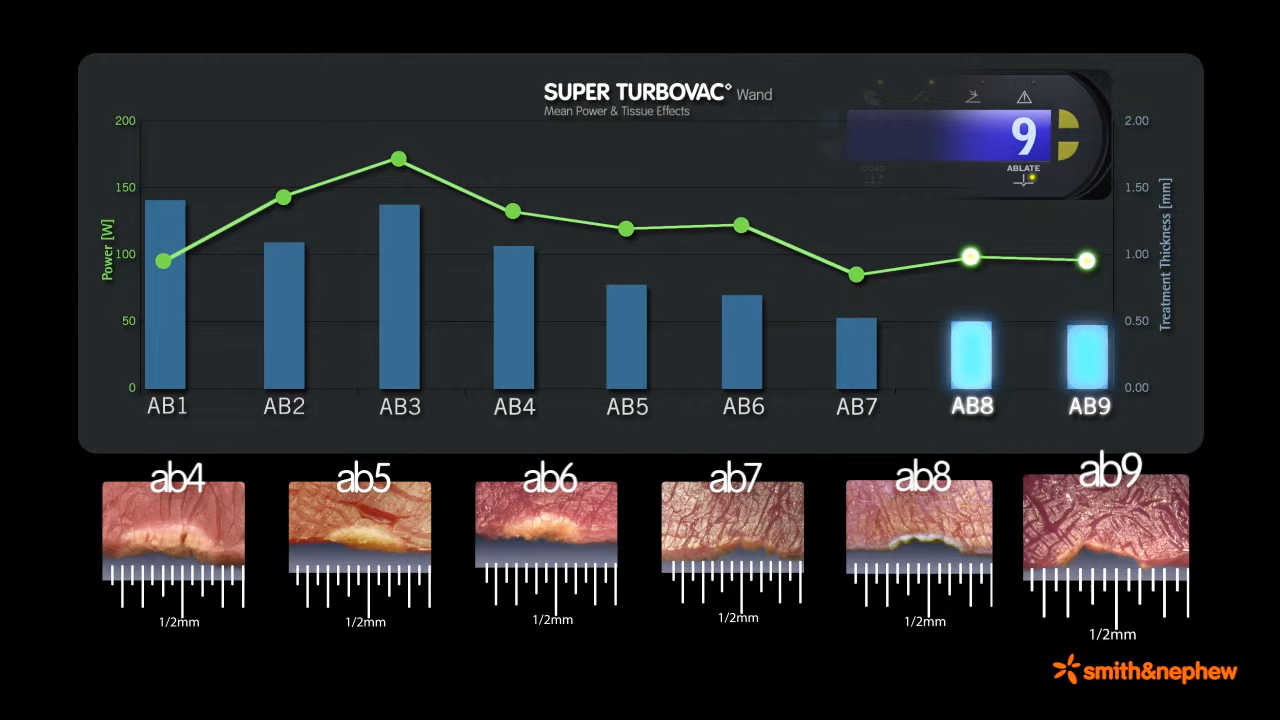 SUPER TURBOVAC° Wand
Mean Power & Tissue Effects
9
ABLATE
200
150
100
50
0
Power [W]
2.00
1.50
1.00
0.50
0.00
Treatment Thickness [mm]
AB1 AB2 AB3 AB4 AB5 AB6 AB7 AB8 AB9
ab4 ab5 ab6 ab7 ab8 ab9
1/2mm 1/2mm 1/2mm 1/2mm 1/2mm 1/2mm
smith&nephew